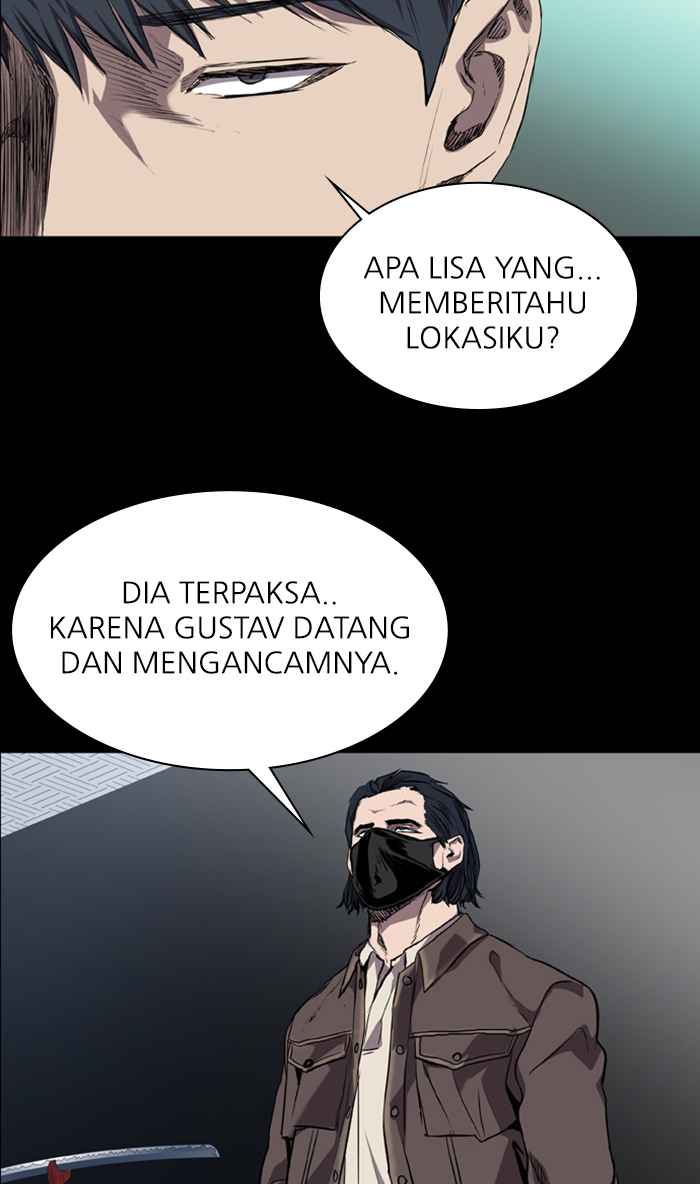 APA LISA YANG...
MEMBERITAHU
LOKASIKU?
DIA TERPAKSA..
KARENA GUSTAV DATANG
DAN MENGANCAMNYA.